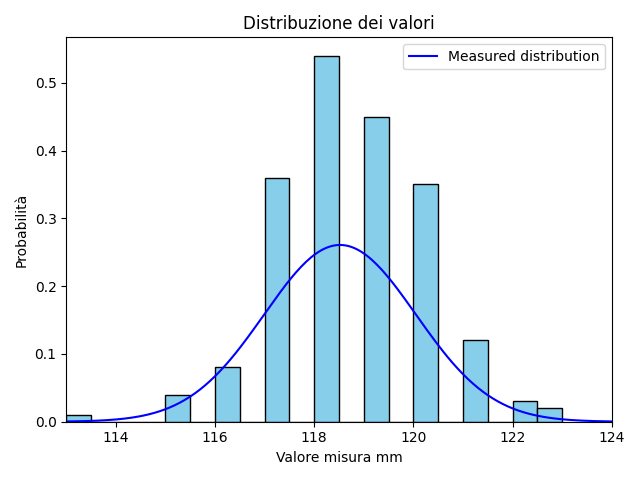 Distribuzione dei valori
Measured distribution
Probabilità
0.5
0.4
0.3
0.2
0.1
0.0
114 116 118 120 122 124
Valore misura mm